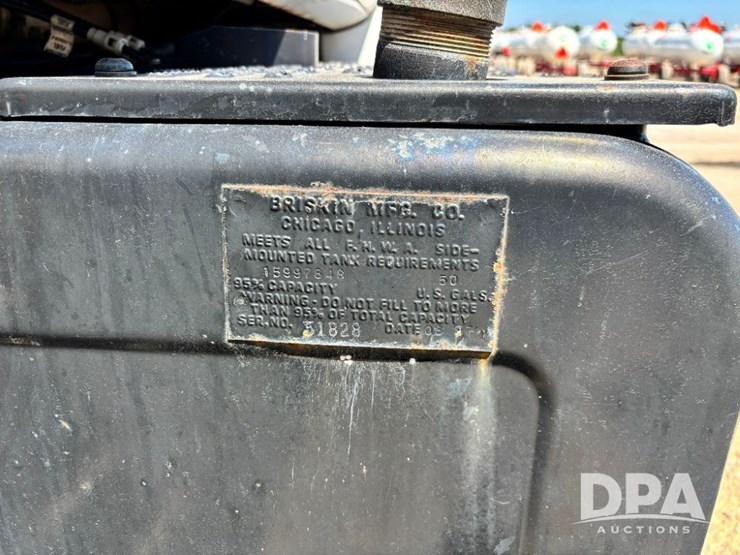 BRISKIN MFG. CO.
CHICAGO, ILLINOIS
MEETS ALL F.H.W.A. SIDE-
MOUNTED TANK REQUIREMENTS
15997848 50
95% CAPACITY U.S. GALS.
WARNING- DO NOT FILL TO MORE
THAN 95% OF TOTAL CAPACITY
SER.NO. 51828 DATE
DPA
AUCTIONS